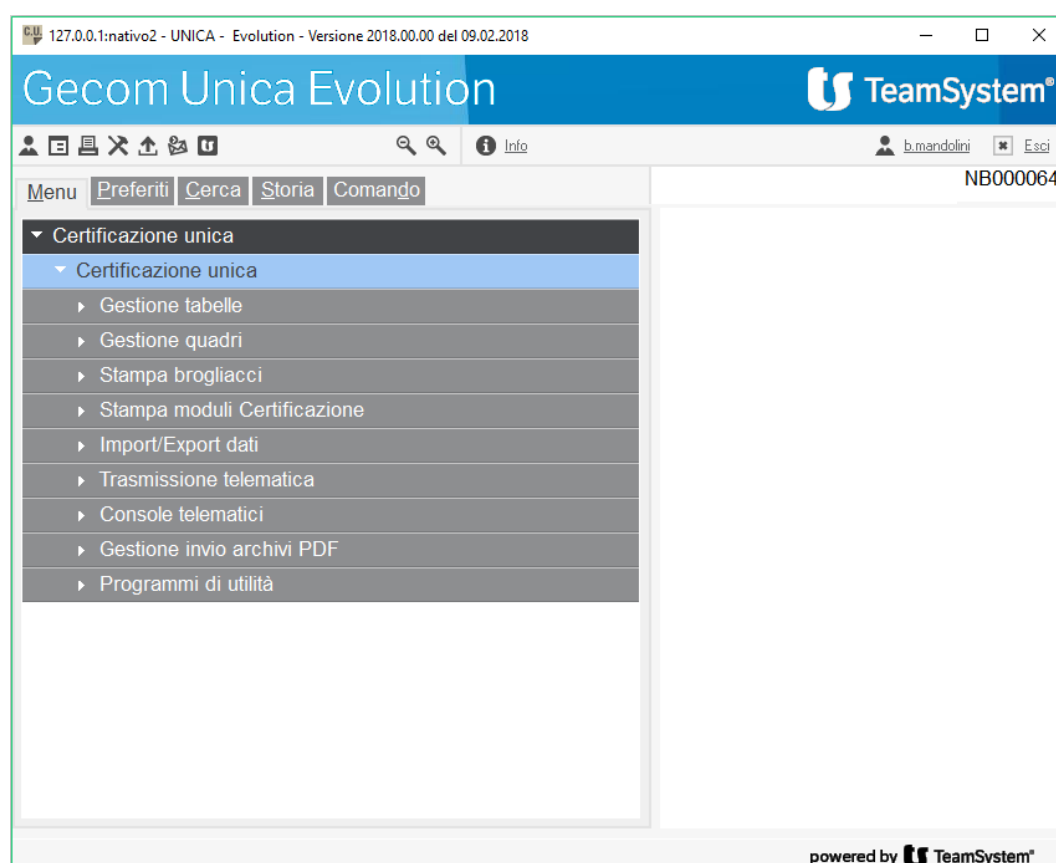 127.0.0.1:nativo2 - UNICA - Evolution - Versione 2018.00.00 del 09.02.2018
Gecom Unica Evolution
TeamSystem®
Info
b.mandolini
Esci
Menu Preferiti Cerca Storia Comando
NB000064
Certificazione unica
Certificazione unica
Gestione tabelle
Gestione quadri
Stampa brogliacci
Stampa moduli Certificazione
Import/Export dati
Trasmissione telematica
Console telematici
Gestione invio archivi PDF
Programmi di utilità
powered by TeamSystem®